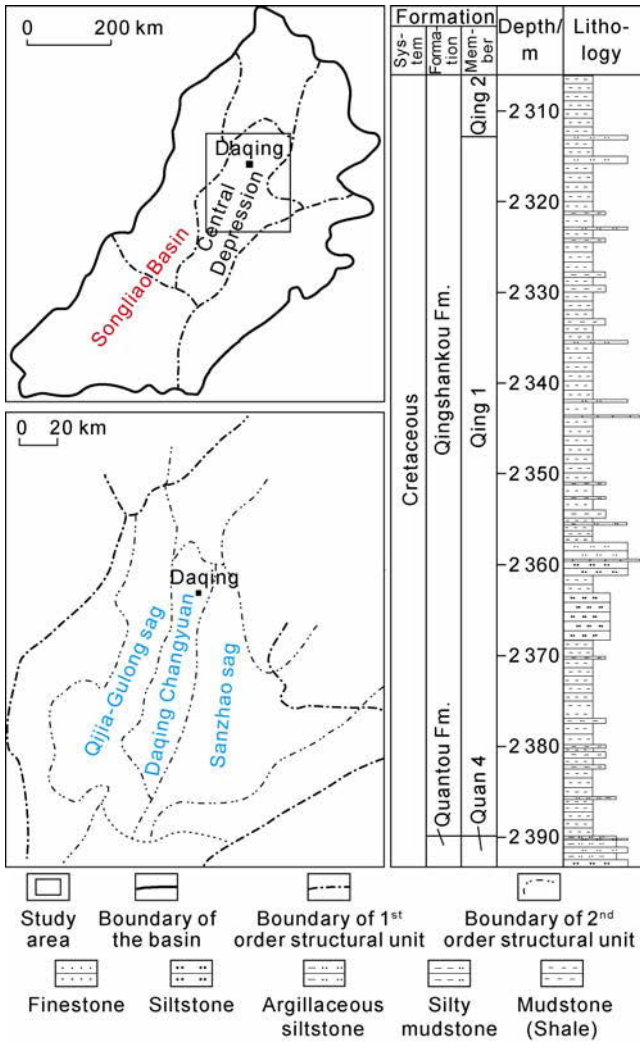 0 200 km
Daqing
Central
Depression
Songliao Basin
0 20 km
Daqing
Qijia-Gulong sag
Daqing Changyuan
Sanzhao sag
Formation
Depth/
m
Litho-
logy
Sys-
tem
Forma-
tion
Mem-
ber
Cretaceous
Qingshankou Fm.
Quantou Fm.
Qing 2
Qing 1
Quan 4
2 310
2 320
2 330
2 340
2 350
2 360
2 370
2 380
2 390
Study
area
Boundary of
the basin
Boundary of 1st
order structural unit
Boundary of 2nd
order structural unit
Finestone
Siltstone
Argillaceous
siltstone
Silty
mudstone
Mudstone
(Shale)